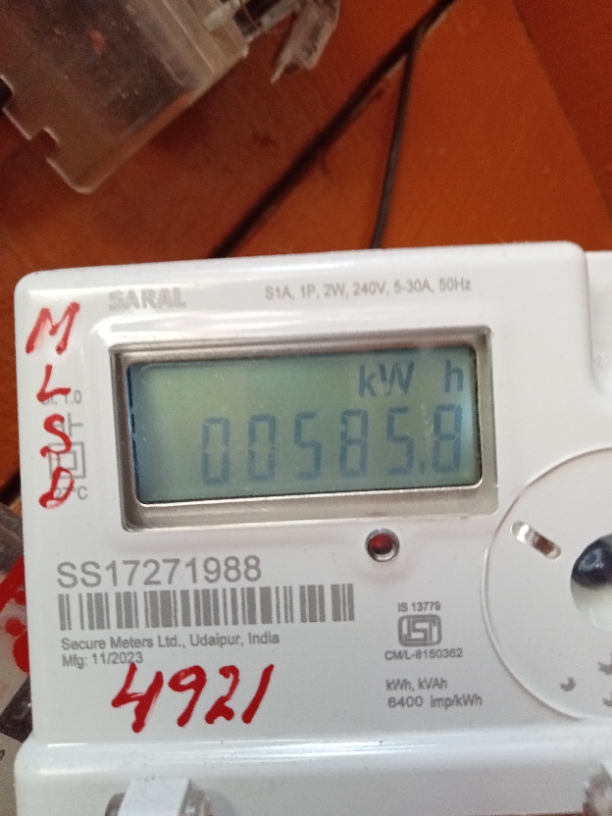 SARAL
S1A, 1P, 2W, 240V, 5-30A, 50Hz
MLSD
kW h
00585.8
SS17271988
IS 13779
CM/L-8150362
Secure Meters Ltd., Udaipur, India
Mfg: 11/2023
4921
kWh, kVAh
6400 imp/kWh